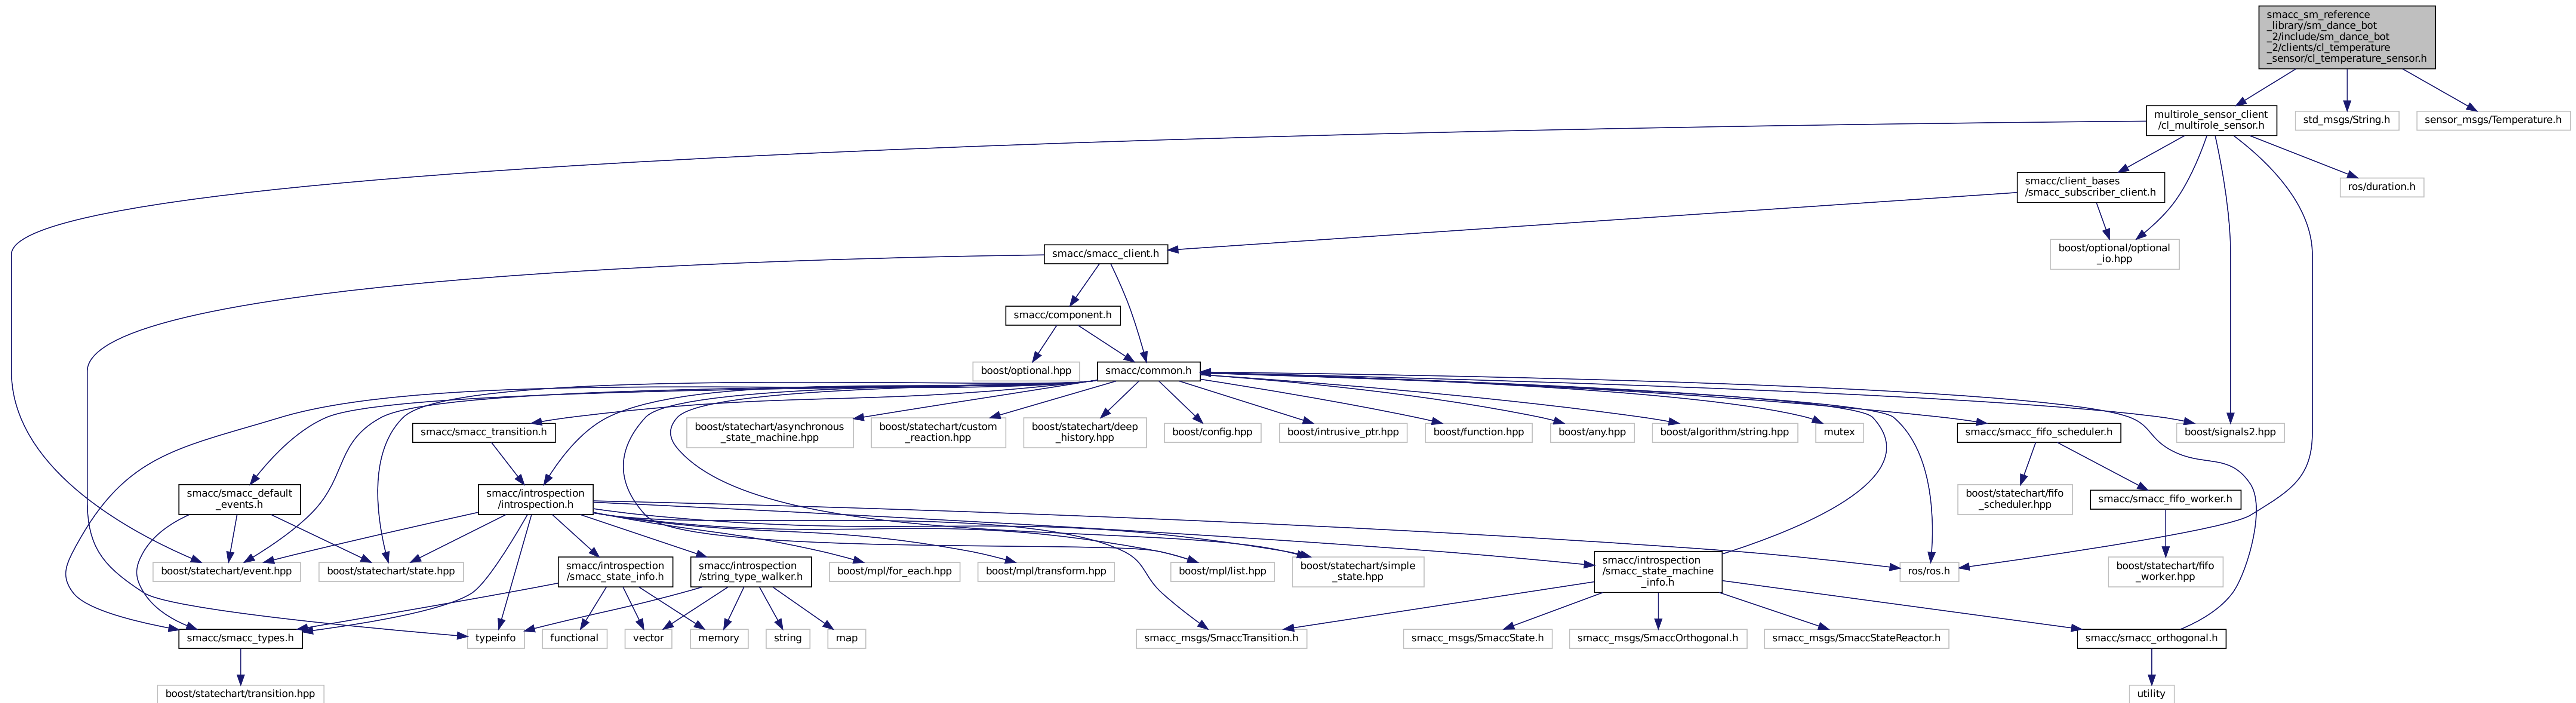 smacc_sm_reference
_library/sm_dance_bot
_2/include/sm_dance_bot
_2/clients/cl_temperature
_sensor/cl_temperature_sensor.h
multirole_sensor_client
/cl_multirole_sensor.h
std_msgs/String.h
sensor_msgs/Temperature.h
smacc/client_bases
/smacc_subscriber_client.h
ros/duration.h
smacc/smacc_client.h
boost/optional/optional
_io.hpp
smacc/component.h
boost/optional.hpp
smacc/common.h
smacc/smacc_transition.h
boost/statechart/asynchronous
_state_machine.hpp
boost/statechart/custom
_reaction.hpp
boost/statechart/deep
_history.hpp
boost/config.hpp
boost/intrusive_ptr.hpp
boost/function.hpp
boost/any.hpp
boost/algorithm/string.hpp
mutex
smacc/smacc_fifo_scheduler.h
boost/signals2.hpp
smacc/smacc_default
_events.h
smacc/introspection
/introspection.h
boost/statechart/fifo
_scheduler.hpp
smacc/smacc_fifo_worker.h
boost/statechart/event.hpp
boost/statechart/state.hpp
smacc/introspection
/smacc_state_info.h
smacc/introspection
/string_type_walker.h
boost/mpl/for_each.hpp
boost/mpl/transform.hpp
boost/mpl/list.hpp
boost/statechart/simple
_state.hpp
smacc/introspection
/smacc_state_machine
_info.h
ros/ros.h
boost/statechart/fifo
_worker.hpp
smacc/smacc_types.h
typeinfo
functional
vector
memory
string
map
smacc_msgs/SmaccTransition.h
smacc_msgs/SmaccState.h
smacc_msgs/SmaccOrthogonal.h
smacc_msgs/SmaccStateReactor.h
smacc/smacc_orthogonal.h
boost/statechart/transition.hpp
utility